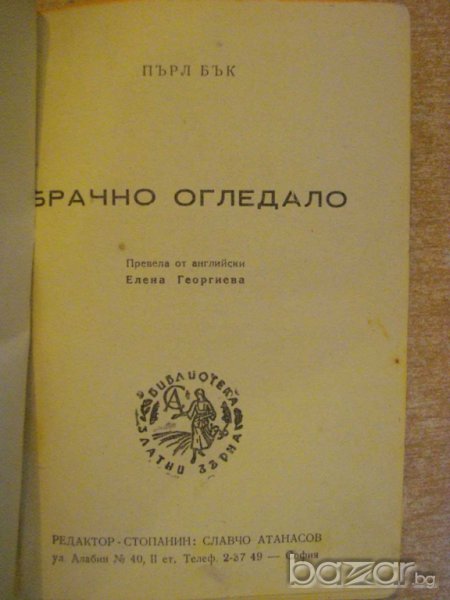 ПЪРЛ БЪК
БРАЧНО ОГЛЕДАЛО
Превела от английски
Елена Георгиева
БИБЛИОТЕКА
СА
ЗЛАТНИ ЗЪРНА
РЕДАКТОР-СТОПАНИН: СЛАВЧО АТАНАСОВ
ул. Алабин № 40, II ет. Телеф. 2-37 49 — София
bazar.bg